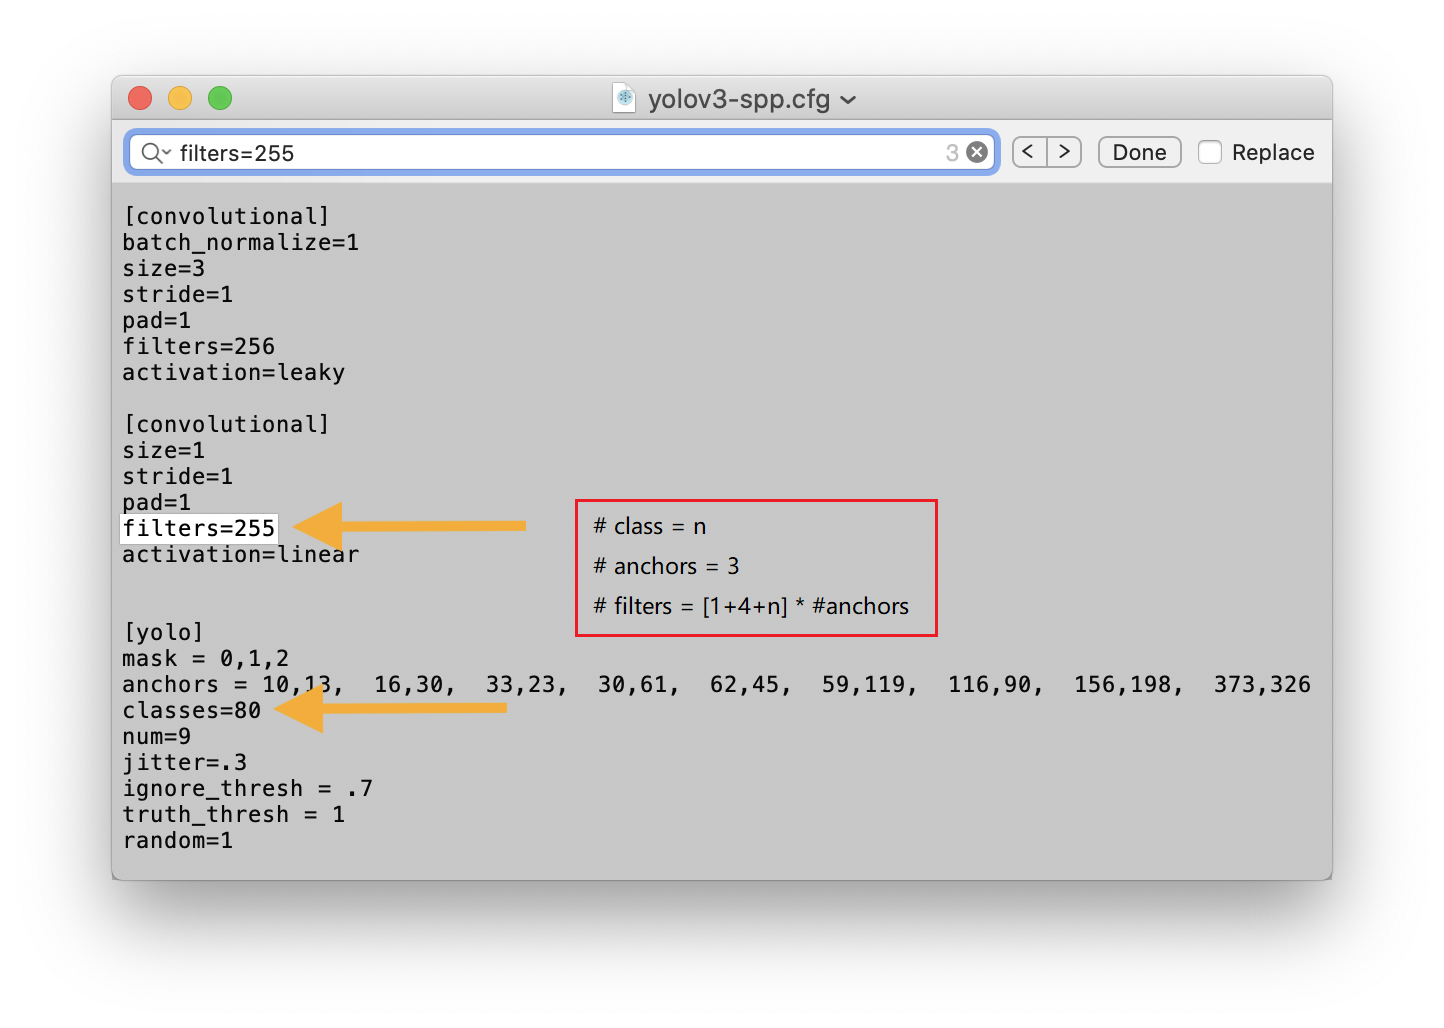 yolov3-spp.cfg
filters=255 3
Done
Replace
[convolutional]
batch_normalize=1
size=3
stride=1
pad=1
filters=256
activation=leaky
[convolutional]
size=1
stride=1
pad=1
filters=255
activation=linear
# class = n
# anchors = 3
# filters = [1+4+n] * #anchors
[yolo]
mask = 0,1,2
anchors = 10,13,  16,30,  33,23,  30,61,  62,45,  59,119,  116,90,  156,198,  373,326
classes=80
num=9
jitter=.3
ignore_thresh = .7
truth_thresh = 1
random=1